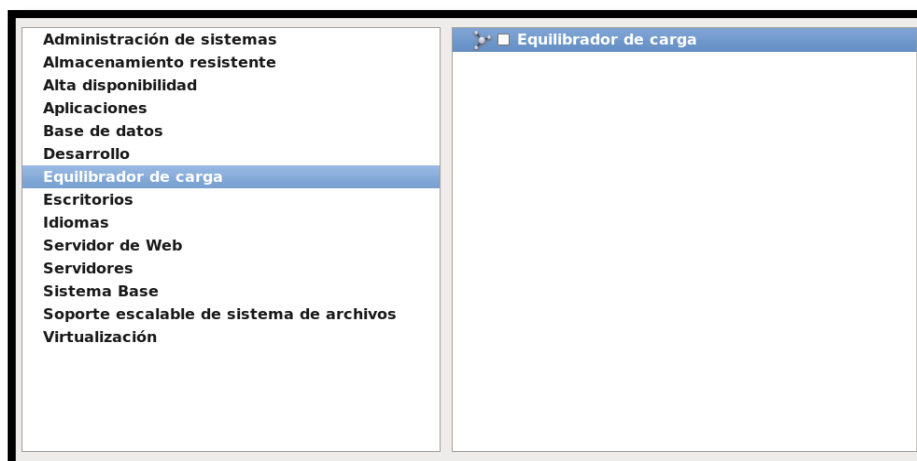 Administración de sistemas
Almacenamiento resistente
Alta disponibilidad
Aplicaciones
Base de datos
Desarrollo
Equilibrador de carga
Escritorios
Idiomas
Servidor de Web
Servidores
Sistema Base
Soporte escalable de sistema de archivos
Virtualización
Equilibrador de carga